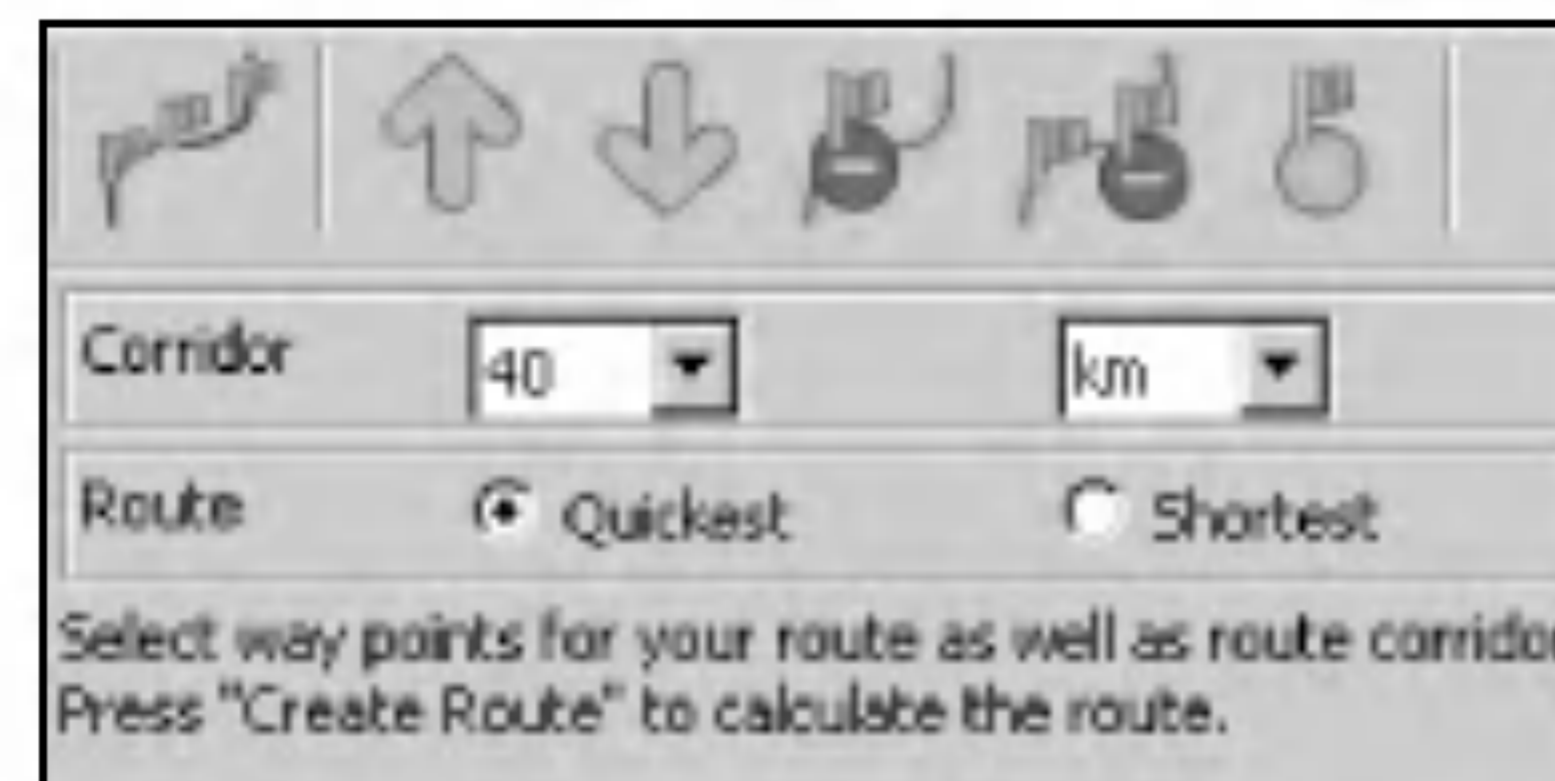 Corridor 40 km
Route Quickest Shortest
Select way points for your route as well as route corridor
Press "Create Route" to calculate the route.